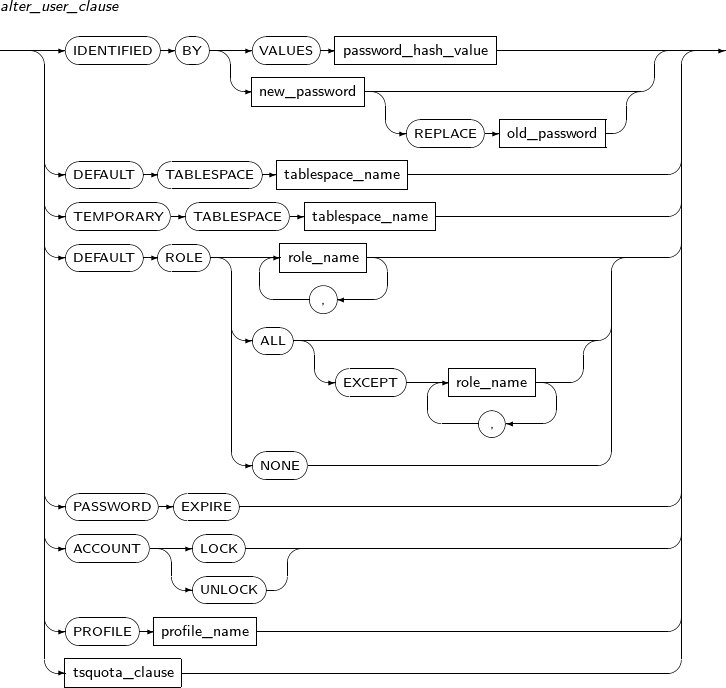 alter_user_clause
IDENTIFIED BY VALUES password_hash_value
new_password
REPLACE old_password
DEFAULT TABLESPACE tablespace_name
TEMPORARY TABLESPACE tablespace_name
DEFAULT ROLE role_name
,
ALL
EXCEPT role_name
,
NONE
PASSWORD EXPIRE
ACCOUNT LOCK
UNLOCK
PROFILE profile_name
tsquota_clause